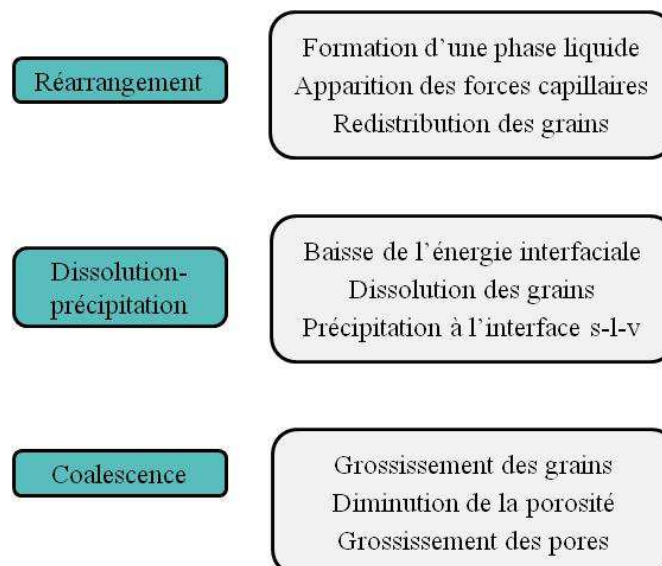 Réarrangement
Formation d'une phase liquide
Apparition des forces capillaires
Redistribution des grains
Dissolution-
précipitation
Baisse de l'énergie interfaciale
Dissolution des grains
Précipitation à l'interface s-l-v
Coalescence
Grossissement des grains
Diminution de la porosité
Grossissement des pores